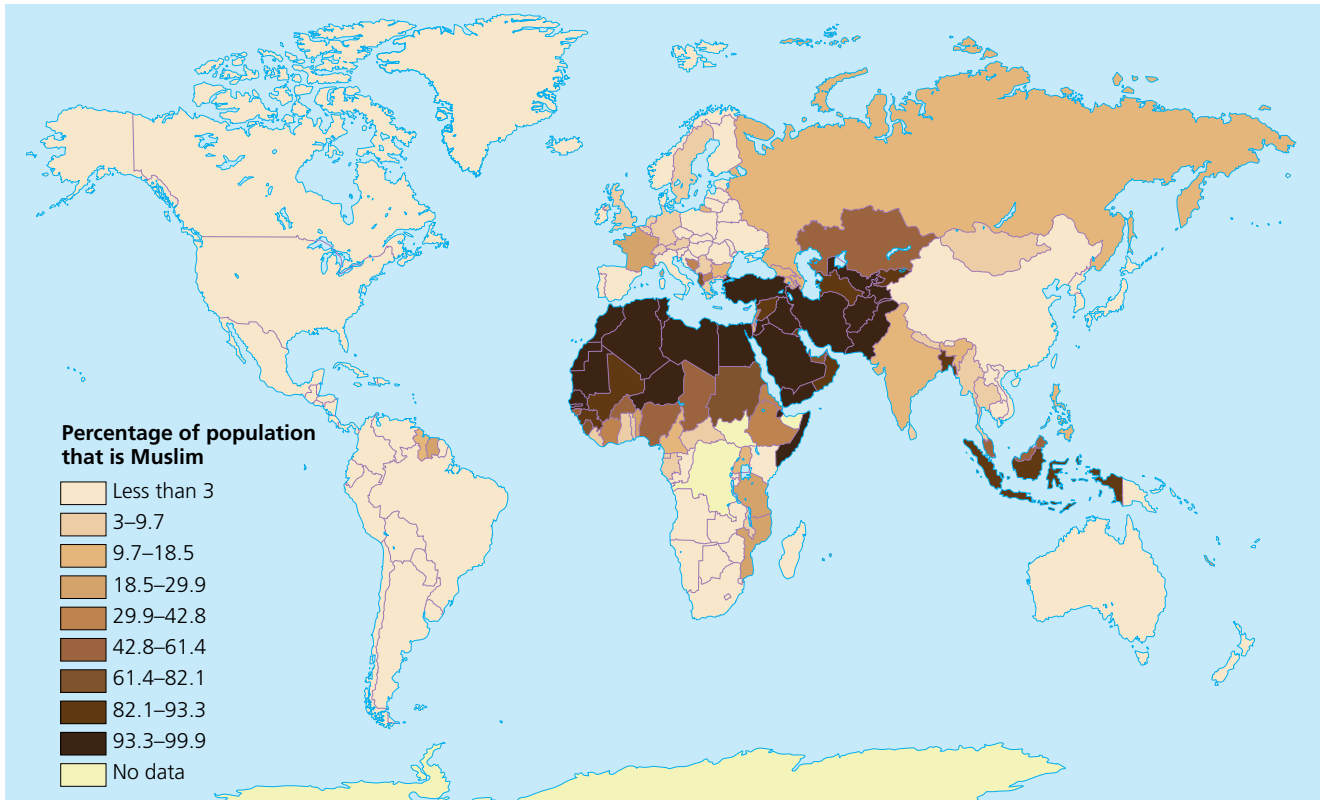 Percentage of population
that is Muslim
Less than 3
3–9.7
9.7–18.5
18.5–29.9
29.9–42.8
42.8–61.4
61.4–82.1
82.1–93.3
93.3–99.9
No data